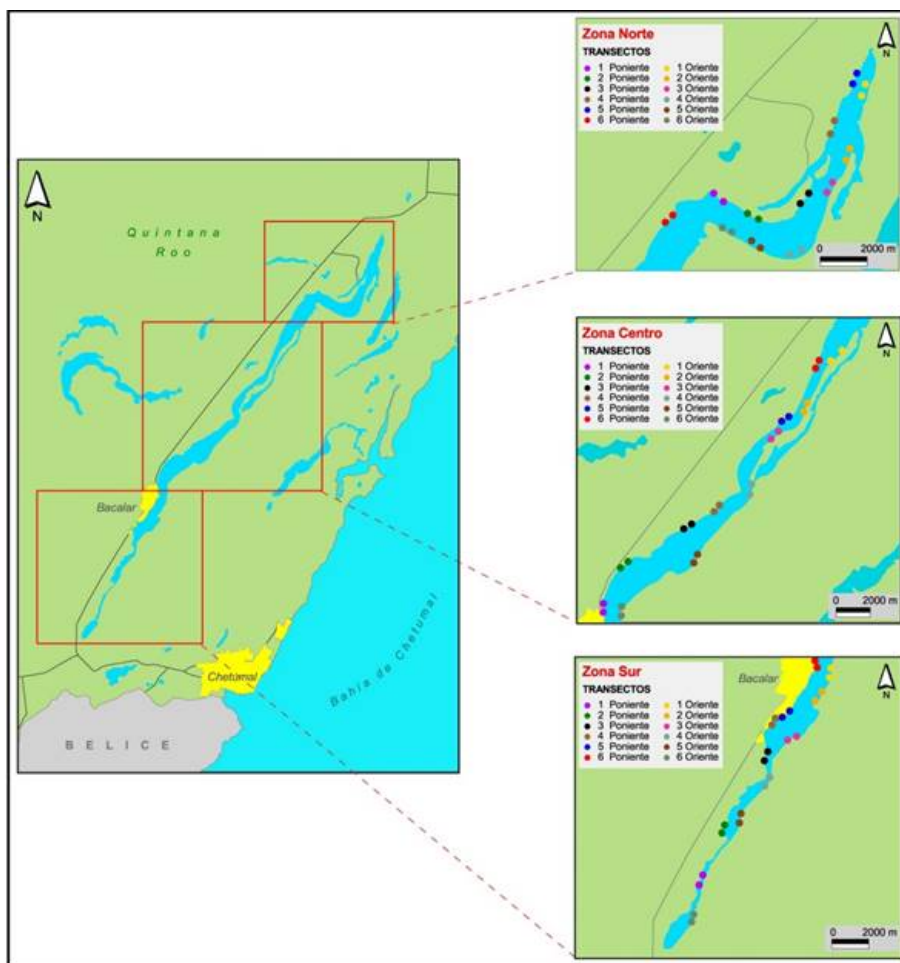 N
Quintana
Roo
Bacalar
Chetumal
Bahía de Chetumal
BELICE
Zona Norte
TRANSECTOS
1 Poniente 1 Oriente
2 Poniente 2 Oriente
3 Poniente 3 Oriente
4 Poniente 4 Oriente
5 Poniente 5 Oriente
6 Poniente 6 Oriente
N
0 2000 m
Zona Centro
TRANSECTOS
1 Poniente 1 Oriente
2 Poniente 2 Oriente
3 Poniente 3 Oriente
4 Poniente 4 Oriente
5 Poniente 5 Oriente
6 Poniente 6 Oriente
N
0 2000 m
Zona Sur
TRANSECTOS
1 Poniente 1 Oriente
2 Poniente 2 Oriente
3 Poniente 3 Oriente
4 Poniente 4 Oriente
5 Poniente 5 Oriente
6 Poniente 6 Oriente
Bacalar
N
0 2000 m